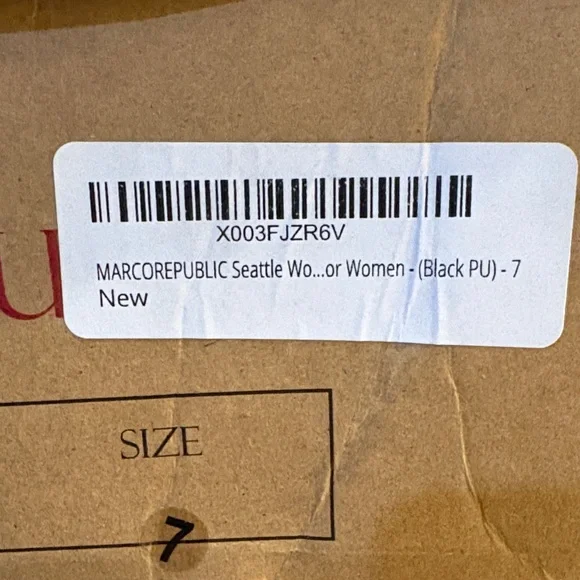 X003FJZR6V
MARCOREPUBLIC Seattle Wo...or Women - (Black PU) - 7
New
U
SIZE
7